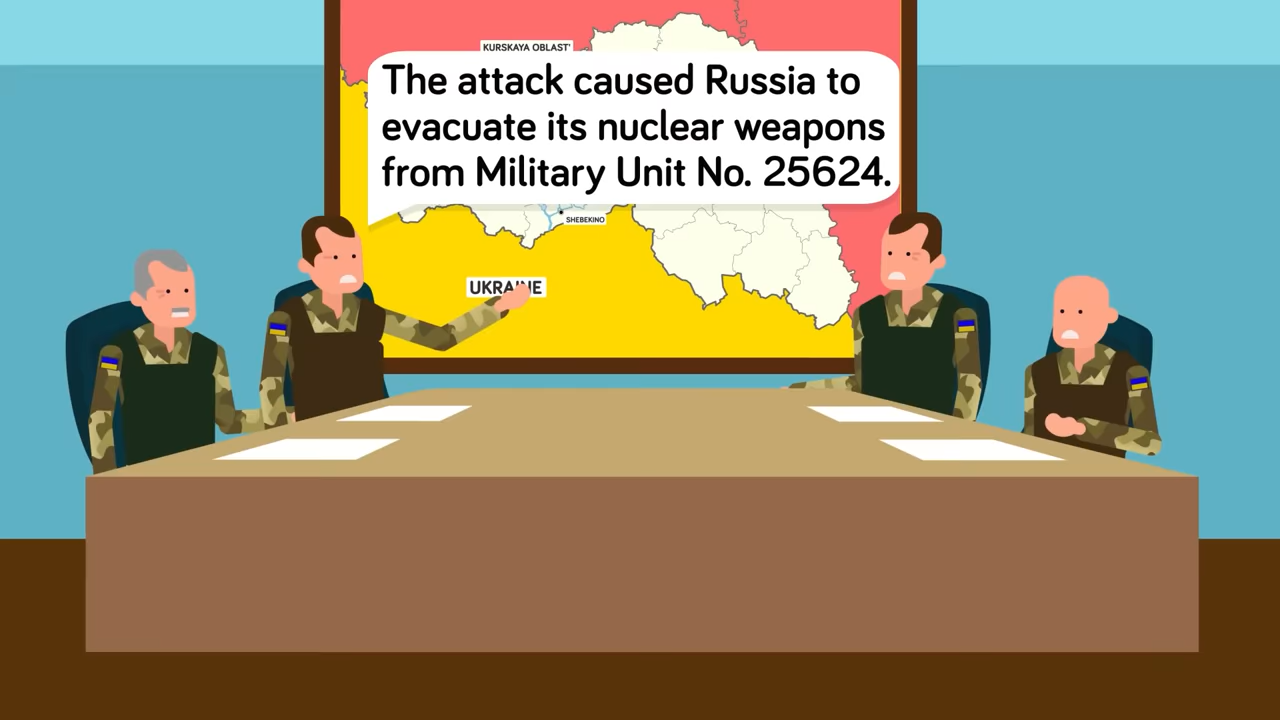 KURSKAYA OBLAST'
The attack caused Russia to
evacuate its nuclear weapons
from Military Unit No. 25624.
SHEBEKINO
UKRAINE